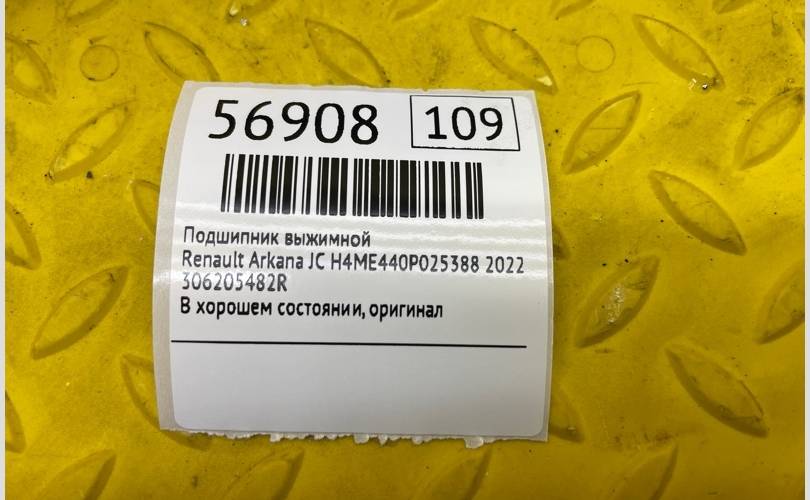 56908 109
Подшипник выжимной
Renault Arkana JC H4ME440P025388 2022
306205482R
В хорошем состоянии, оригинал